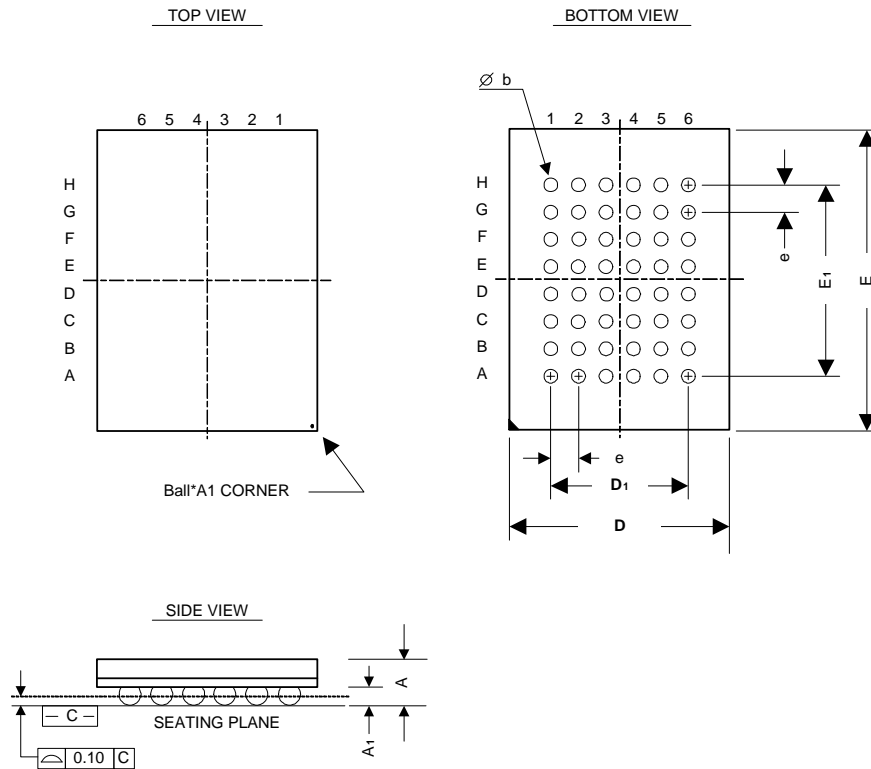 TOP VIEW
BOTTOM VIEW
6 5 4 3 2 1
H
G
F
E
D
C
B
A
Ball*A1 CORNER
Ø b
1 2 3 4 5 6
H
G
F
E
D
C
B
A
e
E1
E
e
D1
D
SIDE VIEW
A
A1
C
SEATING PLANE
0.10 C